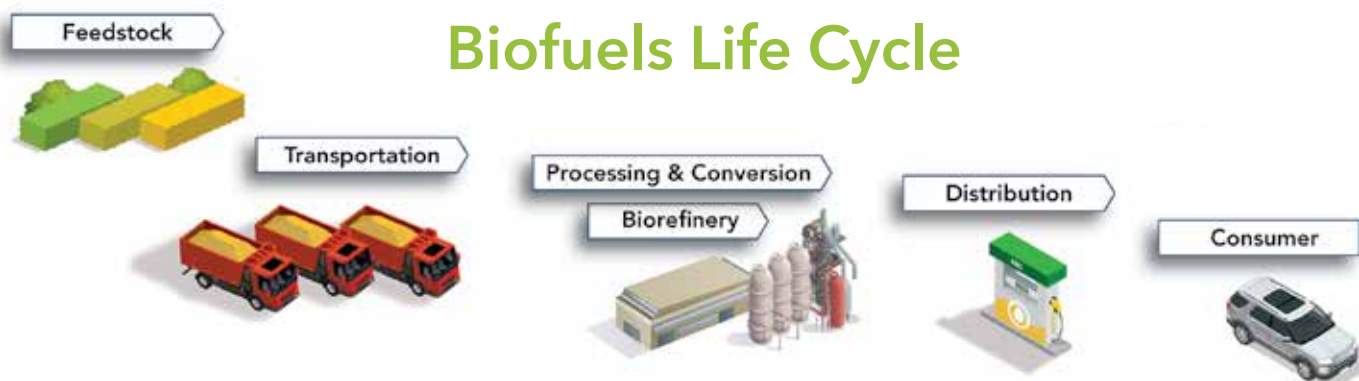 Biofuels Life Cycle
Feedstock
Transportation
Processing & Conversion
Biorefinery
Distribution
Consumer